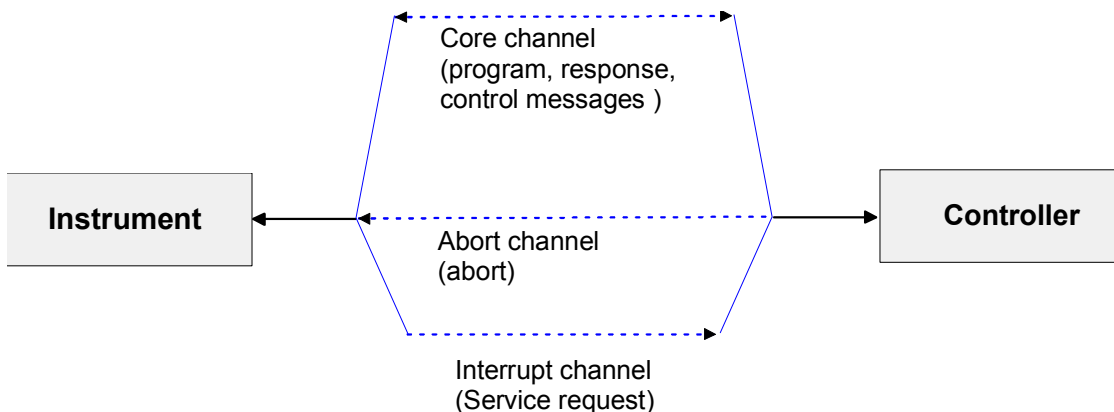 Core channel
(program, response,
control messages )
Instrument
Controller
Abort channel
(abort)
Interrupt channel
(Service request)